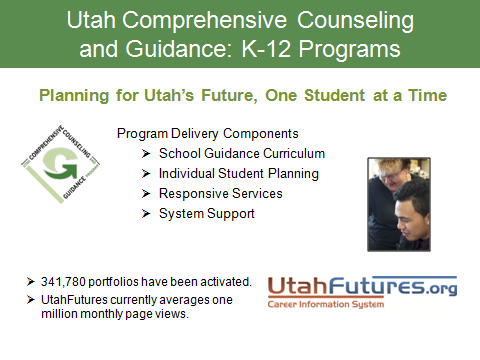 Utah Comprehensive Counseling
and Guidance: K-12 Programs
Planning for Utah's Future, One Student at a Time
COMPREHENSIVE COUNSELING
GUIDANCE PROGRAM
G
Program Delivery Components
➢ School Guidance Curriculum
➢ Individual Student Planning
➢ Responsive Services
➢ System Support
➢ 341,780 portfolios have been activated.
➢ UtahFutures currently averages one
million monthly page views.
UtahFutures.org
Career Information System